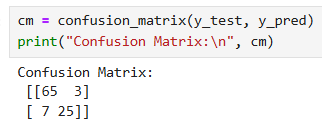 cm = confusion_matrix(y_test, y_pred)
print("Confusion Matrix:\n", cm)
Confusion Matrix:
[[65  3]
[ 7 25]]